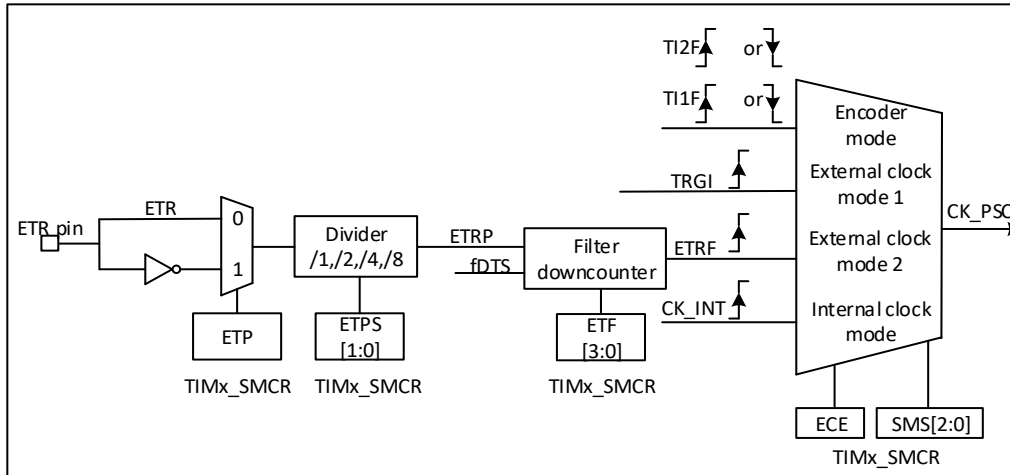 TI2F or
TI1F or
Encoder
mode
TRGI
External clock
mode 1
ETR_pin
ETR
0
1
Divider
/1,/2,/4,/8
ETRP
fDTS
Filter
downcounter
ETRF
External clock
mode 2
CK_PSC
CK_INT
Internal clock
mode
ETP
ETPS
[1:0]
ETF
[3:0]
TIMx_SMCR
TIMx_SMCR
TIMx_SMCR
ECE
SMS[2:0]
TIMx_SMCR